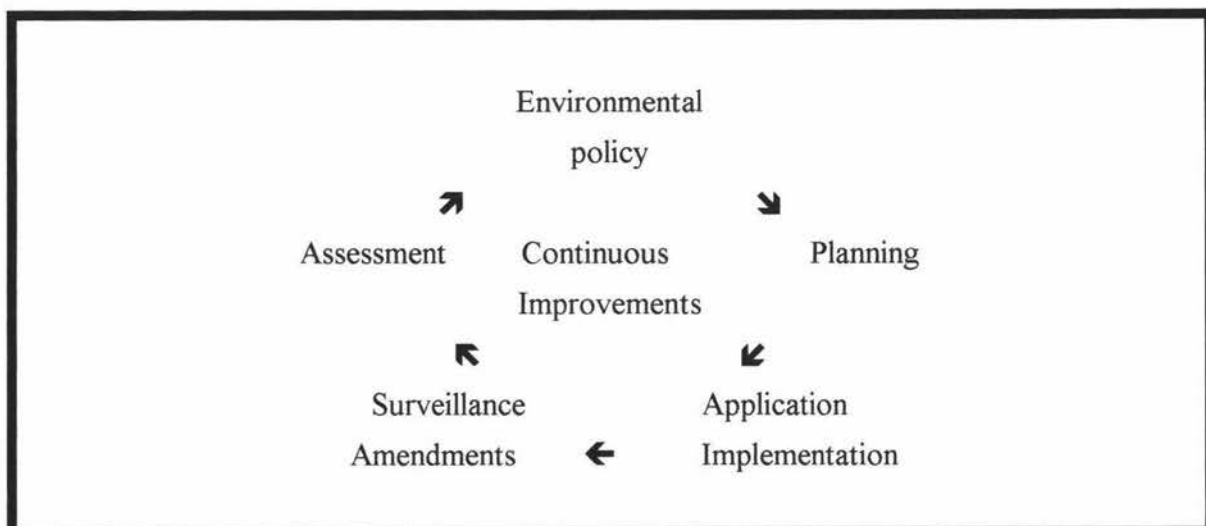 Environmental
policy
Assessment Continuous Planning
Improvements
Surveillance Application
Amendments Implementation